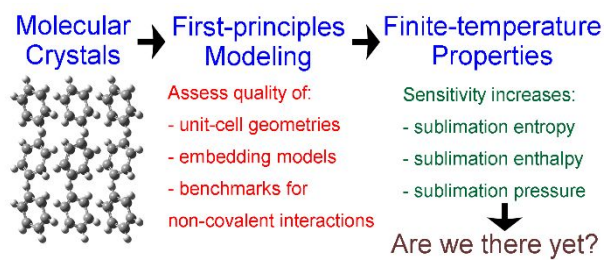 Molecular
Crystals
First-principles
Modeling
Finite-temperature
Properties
Assess quality of:
- unit-cell geometries
- embedding models
- benchmarks for
non-covalent interactions
Sensitivity increases:
- sublimation entropy
- sublimation enthalpy
- sublimation pressure
Are we there yet?